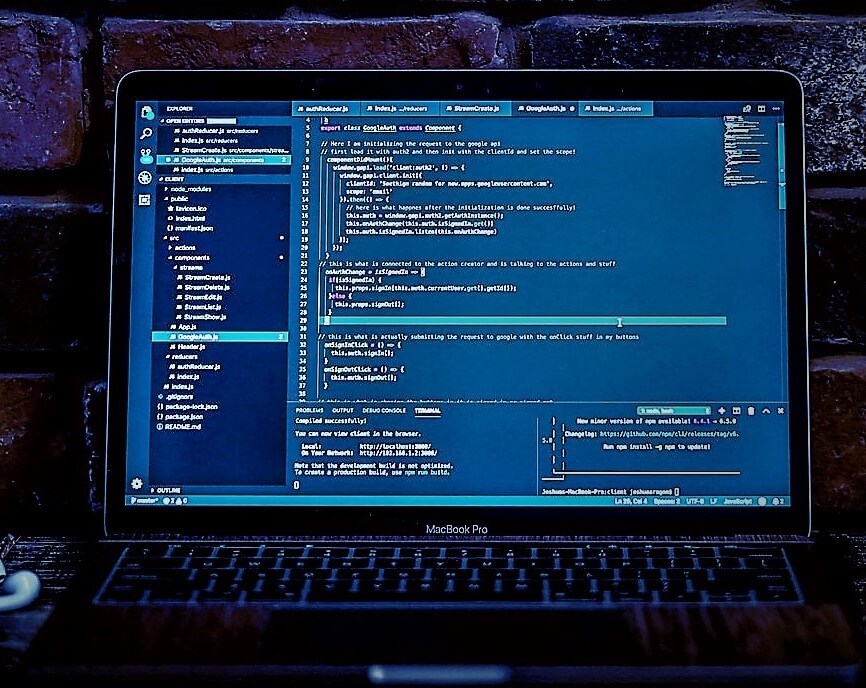 EXPLORER
authReducer.js
index.js .../reducers
StreamCreate.js
GoogleAuth.js
index.js .../actions
OPEN EDITORS
authReducer.js src/reducers
index.js src/reducers
StreamCreate.js src/components/strea...
GoogleAuth.js src/components 2
index.js src/actions
CLIENT
node_modules
public
favicon.ico
index.html
manifest.json
src
actions
components
streams
StreamCreate.js
StreamDelete.js
StreamEdit.js
StreamList.js
StreamShow.js
App.js
GoogleAuth.js 2
Header.js
reducers
authReducer.js
index.js
index.js
.gitignore
package-lock.json
package.json
README.md
OUTLINE
4
5 export class GoogleAuth extends Component {
6
7 // Here I am initializing the request to the google api
8 // first load it with auth2 and then init with the clientId and set the scope!
9 componentDidMount(){
10 window.gapi.load('client:auth2', () => {
11 window.gapi.client.init({
12 clientId: 'Soethign random for now.apps.googleusercontent.com',
13 scope: 'email'
14 }).then(() => {
15 // here is what happnes after the initialization is done successfully!
16 this.auth = window.gapi.auth2.getAuthInstance();
17 this.onAuthChange(this.auth.isSignedIn.get())
18 this.auth.isSignedIn.listen(this.onAuthChange)
19 });
20 });
21 }
22 // this is what is connected to the action creator and is talking to the actions and stuff
23 onAuthChange = isSignedIn => {
24 if(isSignedIn) {
25 this.props.signIn(this.auth.currentUser.get().getId());
26 }else {
27 this.props.signOut();
28 }
29 }
30
31 // this is what is actually submitting the request to google with the onClick stuff in my buttons
32 onSignInClick = () => {
33 this.auth.signIn();
34 }
35 onSignOutClick = () => {
36 this.auth.signOut();
37 }
38
PROBLEMS OUTPUT DEBUG CONSOLE TERMINAL
1: node, bash
Compiled successfully!
You can now view client in the browser.
Local: http://localhost:3000/
On Your Network: http://192.168.1.2:3000/
Note that the development build is not optimized.
To create a production build, use npm run build.
New minor version of npm available! → 6.5.0
5.0
Changelog: https://github.com/npm/cli/releases/tag/v6.
Run npm install -g npm to update!
Joshuas-MacBook-Pro:client joshuaaragon$
master*
Ln 29, Col 4 Spaces: 2 UTF-8 LF JavaScript
MacBook Pro